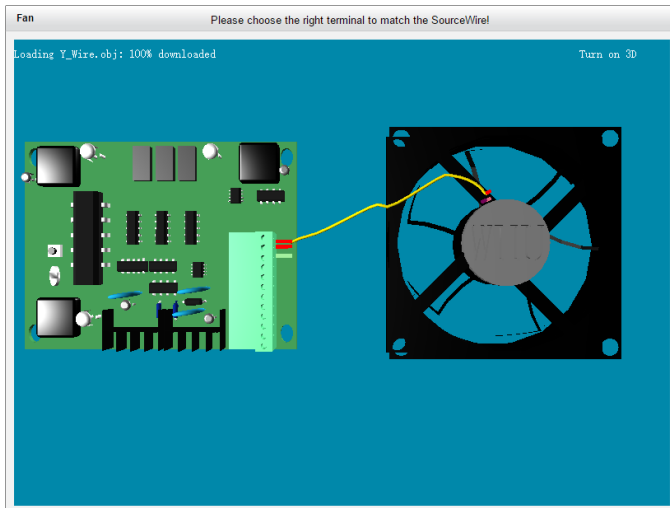 Fan
Please choose the right terminal to match the SourceWire!
Loading Y_Wire.obj: 100% downloaded
Turn on 3D